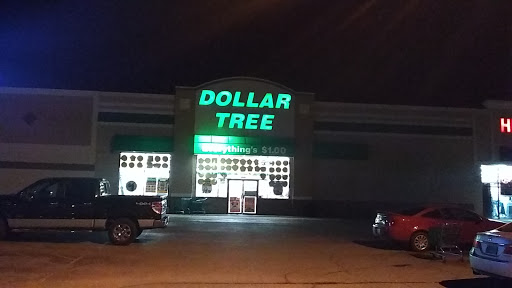 DOLLAR
TREE
Everything's $1.00
H